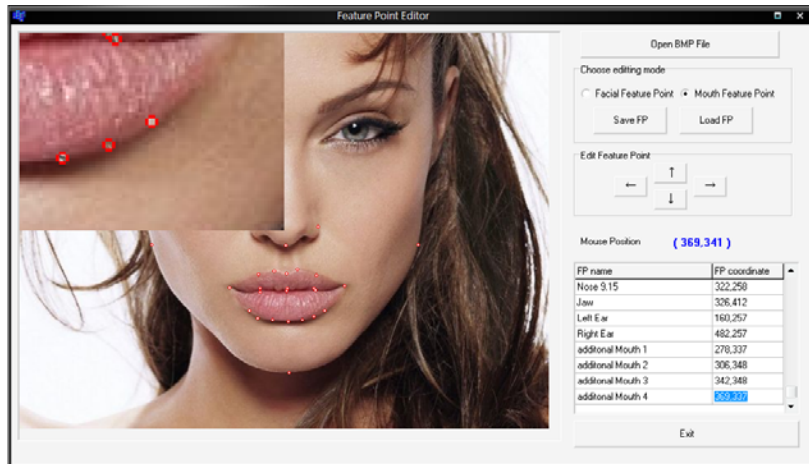 Feature Point Editor
Open BMP File
Choose editting mode
Facial Feature Point
Mouth Feature Point
Save FP
Load FP
Edit Feature Point
↑
←
→
↓
Mouse Position
( 369,341 )
FP name FP coordinate
Nose 9.15 322,258
Jaw 326,412
Left Ear 160,257
Right Ear 482,257
additonal Mouth 1 278,337
additonal Mouth 2 306,348
additonal Mouth 3 342,348
additonal Mouth 4 369,337
Exit